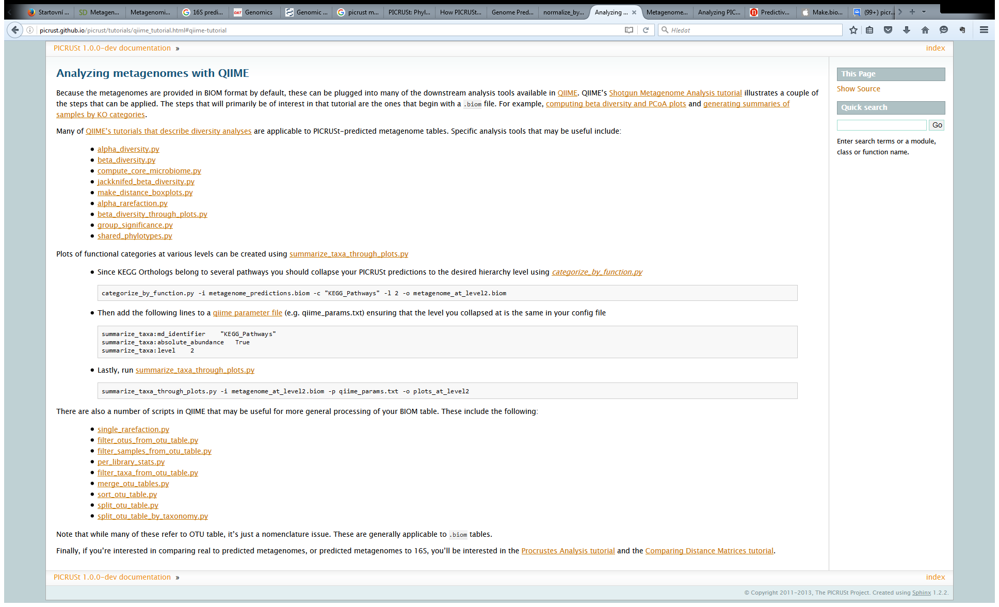 Startovní ...
Metagen...
Metagenomi...
16S predi...
OAT Genomics
Genomic ...
picrust m...
PICRUSt: Phyl...
How PICRUSt...
Genome Pred...
normalize_by...
Analyzing ...
Metagenome...
Analyzing PIC...
Predictiv...
Make.bio...
(99+) picr...
picrust.github.io/picrust/tutorials/qiime_tutorial.html#qiime-tutorial
Hledat
PICRUSt 1.0.0-dev documentation »
index
Analyzing metagenomes with QIIME
Because the metagenomes are provided in BIOM format by default, these can be plugged into many of the downstream analysis tools available in QIIME. QIIME’s Shotgun Metagenome Analysis tutorial illustrates a couple of
the steps that can be applied. The steps that will primarily be of interest in that tutorial are the ones that begin with a .biom file. For example, computing beta diversity and PCoA plots and generating summaries of
samples by KO categories.
Many of QIIME’s tutorials that describe diversity analyses are applicable to PICRUSt-predicted metagenome tables. Specific analysis tools that may be useful include:
• alpha_diversity.py
• beta_diversity.py
• compute_core_microbiome.py
• jackknifed_beta_diversity.py
• make_distance_boxplots.py
• alpha_rarefaction.py
• beta_diversity_through_plots.py
• group_significance.py
• shared_phylotypes.py
Plots of functional categories at various levels can be created using summarize_taxa_through_plots.py
• Since KEGG Orthologs belong to several pathways you should collapse your PICRUSt predictions to the desired hierarchy level using categorize_by_function.py
categorize_by_function.py -i metagenome_predictions.biom -c "KEGG_Pathways" -l 2 -o metagenome_at_level2.biom
• Then add the following lines to a qiime parameter file (e.g. qiime_params.txt) ensuring that the level you collapsed at is the same in your config file
summarize_taxa:md_identifier    "KEGG_Pathways"
summarize_taxa:absolute_abundance   True
summarize_taxa:level    2
• Lastly, run summarize_taxa_through_plots.py
summarize_taxa_through_plots.py -i metagenome_at_level2.biom -p qiime_params.txt -o plots_at_level2
There are also a number of scripts in QIIME that may be useful for more general processing of your BIOM table. These include the following:
• single_rarefaction.py
• filter_otus_from_otu_table.py
• filter_samples_from_otu_table.py
• per_library_stats.py
• filter_taxa_from_otu_table.py
• merge_otu_tables.py
• sort_otu_table.py
• split_otu_table.py
• split_otu_table_by_taxonomy.py
Note that while many of these refer to OTU table, it’s just a nomenclature issue. These are generally applicable to .biom tables.
Finally, if you’re interested in comparing real to predicted metagenomes, or predicted metagenomes to 16S, you’ll be interested in the Procrustes Analysis tutorial and the Comparing Distance Matrices tutorial.
This Page
Show Source
Quick search
Go
Enter search terms or a module,
class or function name.
PICRUSt 1.0.0-dev documentation »
index
© Copyright 2011-2013, The PICRUSt Project. Created using Sphinx 1.2.2.